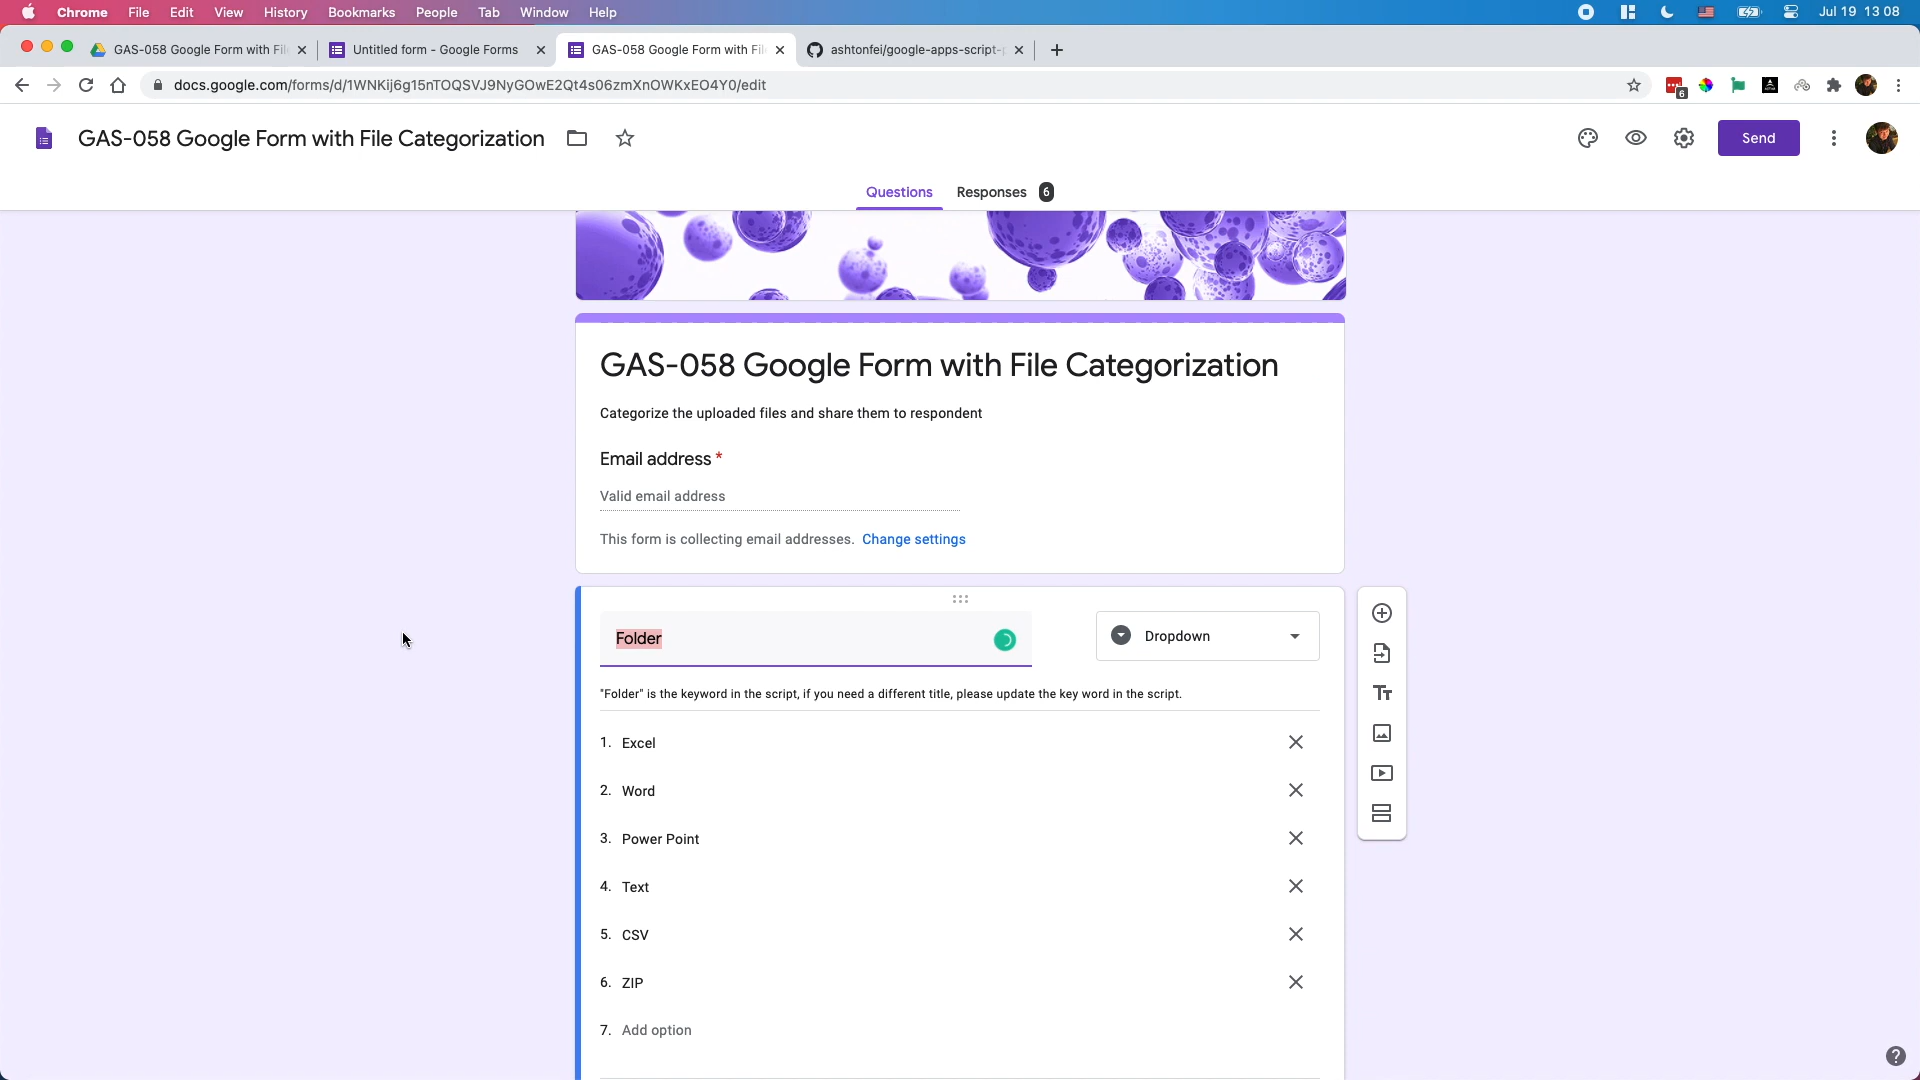 Chrome File Edit View History Bookmarks People Tab Window Help Jul 19 13 08
GAS-058 Google Form with Fil Untitled form - Google Forms GAS-058 Google Form with Fil ashtonfei/google-apps-script-
docs.google.com/forms/d/1WNKij6g15nTOQSVJ9NyGOwE2Qt4s06zmXnOWKxEO4Y0/edit 6
GAS-058 Google Form with File Categorization Send
Questions Responses 6
GAS-058 Google Form with File Categorization
Categorize the uploaded files and share them to respondent
Email address *
Valid email address
This form is collecting email addresses. Change settings
Folder Dropdown
"Folder" is the keyword in the script, if you need a different title, please update the key word in the script.
1. Excel
2. Word
3. Power Point
4. Text
5. CSV
6. ZIP
7. Add option